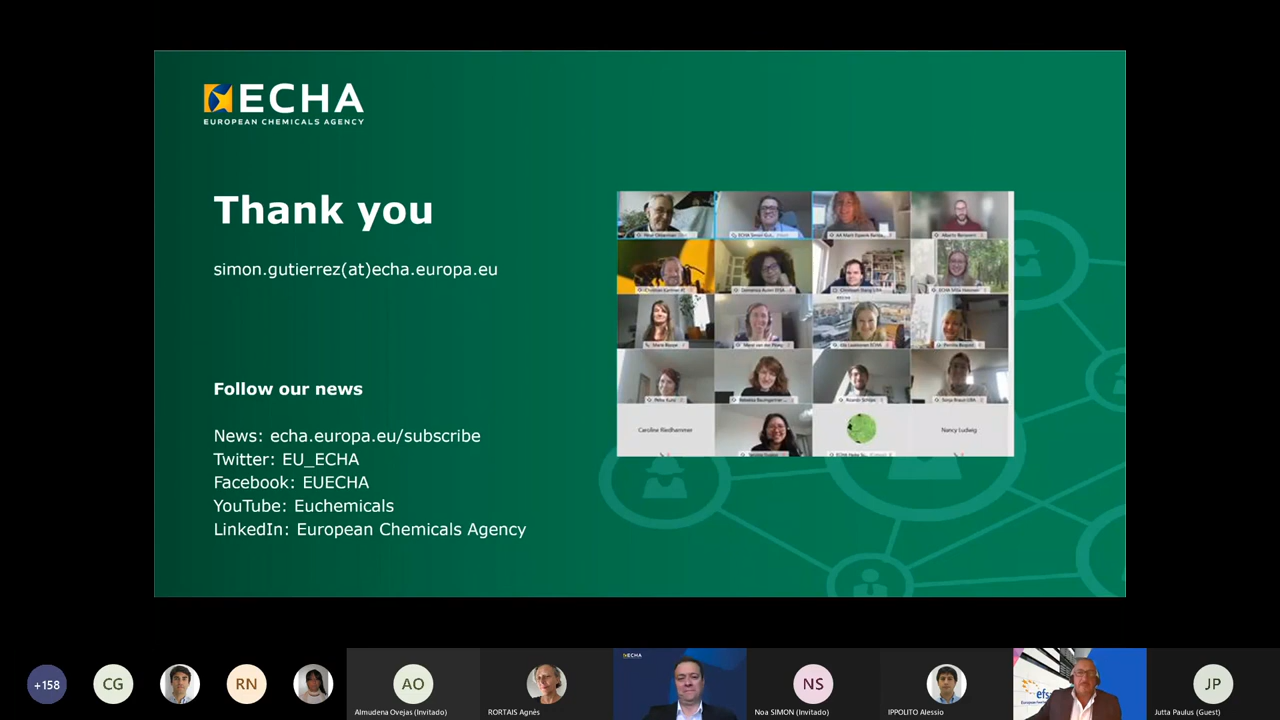 ECHA
EUROPEAN CHEMICALS AGENCY
Thank you
simon.gutierrez(at)echa.europa.eu
Follow our news
News: echa.europa.eu/subscribe
Twitter: EU_ECHA
Facebook: EUECHA
YouTube: Euchemicals
LinkedIn: European Chemicals Agency
Caroline Riedhammer
Nancy Ludwig
+158
CG
RN
AO
Almudena Ovejas (Invitado)
RORTAIS Agnès
ECHA
NS
Noa SIMON (Invitado)
IPPOLITO Alessio
efs
JP
Jutta Paulus (Guest)